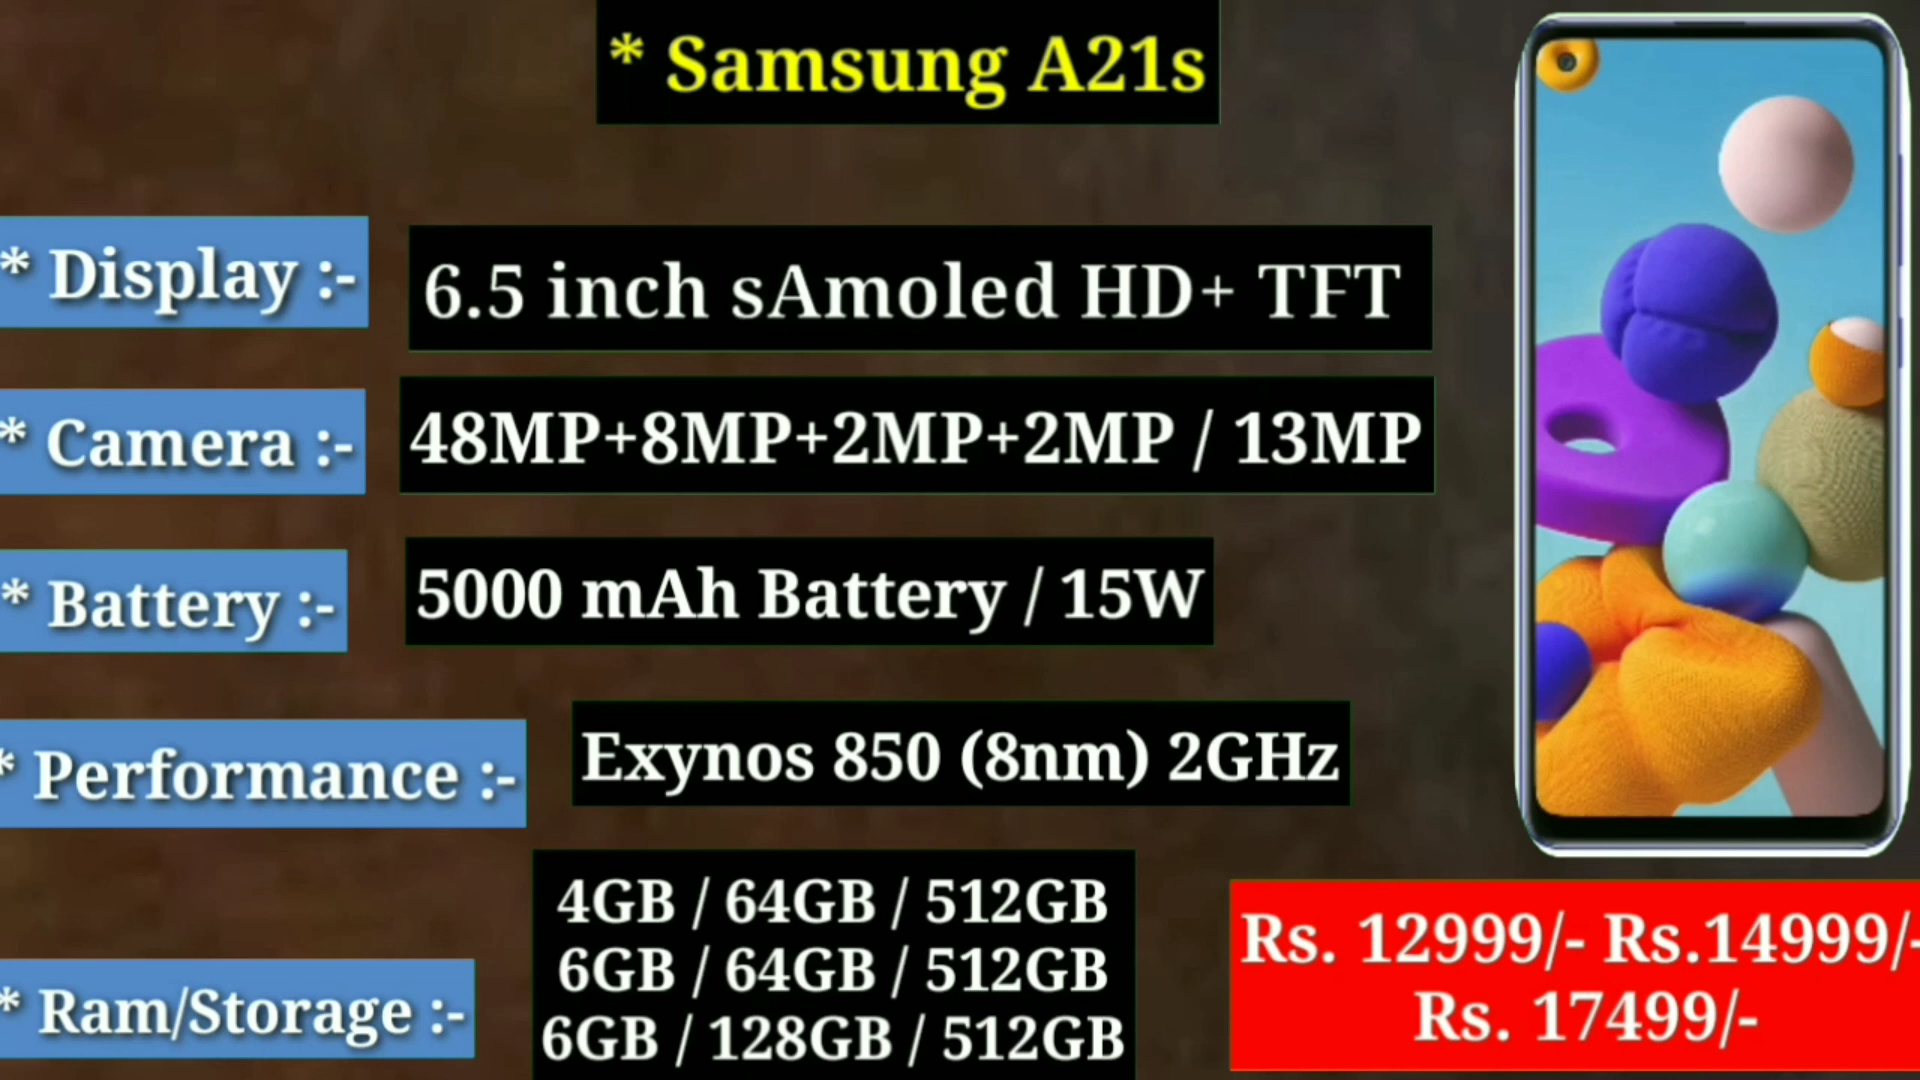 * Samsung A21s
* Display :-
6.5 inch sAmoled HD+ TFT
* Camera :-
48MP+8MP+2MP+2MP / 13MP
* Battery :-
5000 mAh Battery / 15W
* Performance :-
Exynos 850 (8nm) 2GHz
* Ram/Storage :-
4GB / 64GB / 512GB
6GB / 64GB / 512GB
6GB / 128GB / 512GB
Rs. 12999/- Rs.14999/-
Rs. 17499/-